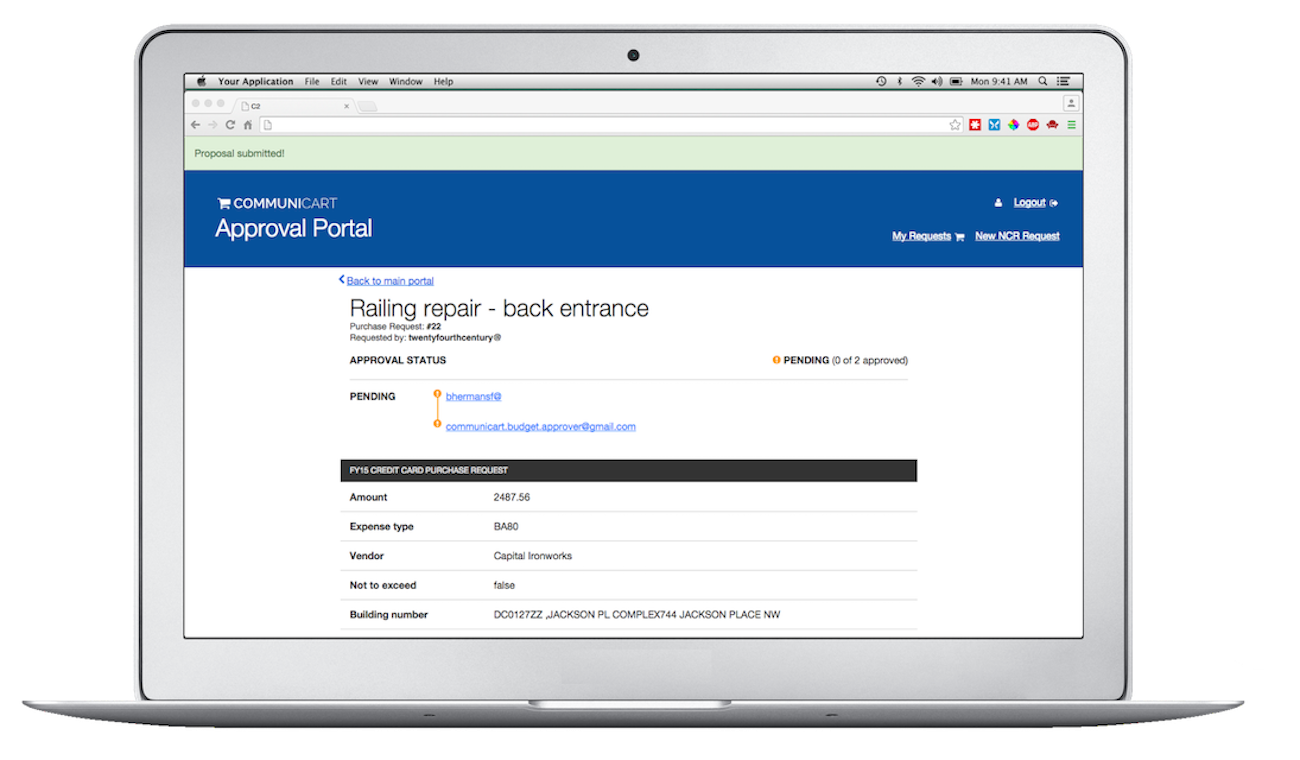 Your Application File Edit View Window Help Mon 9:41 AM
C2
Proposal submitted!
COMMUNICART
Logout
Approval Portal
My Requests New NCR Request
Back to main portal
Railing repair - back entrance
Purchase Request: #22
Requested by: twentyfourthcentury@
APPROVAL STATUS PENDING (0 of 2 approved)
PENDING bhermansf@
communicart.budget.approver@gmail.com
FY15 CREDIT CARD PURCHASE REQUEST
Amount 2487.56
Expense type BA80
Vendor Capital Ironworks
Not to exceed false
Building number DC0127ZZ ,JACKSON PL COMPLEX744 JACKSON PLACE NW